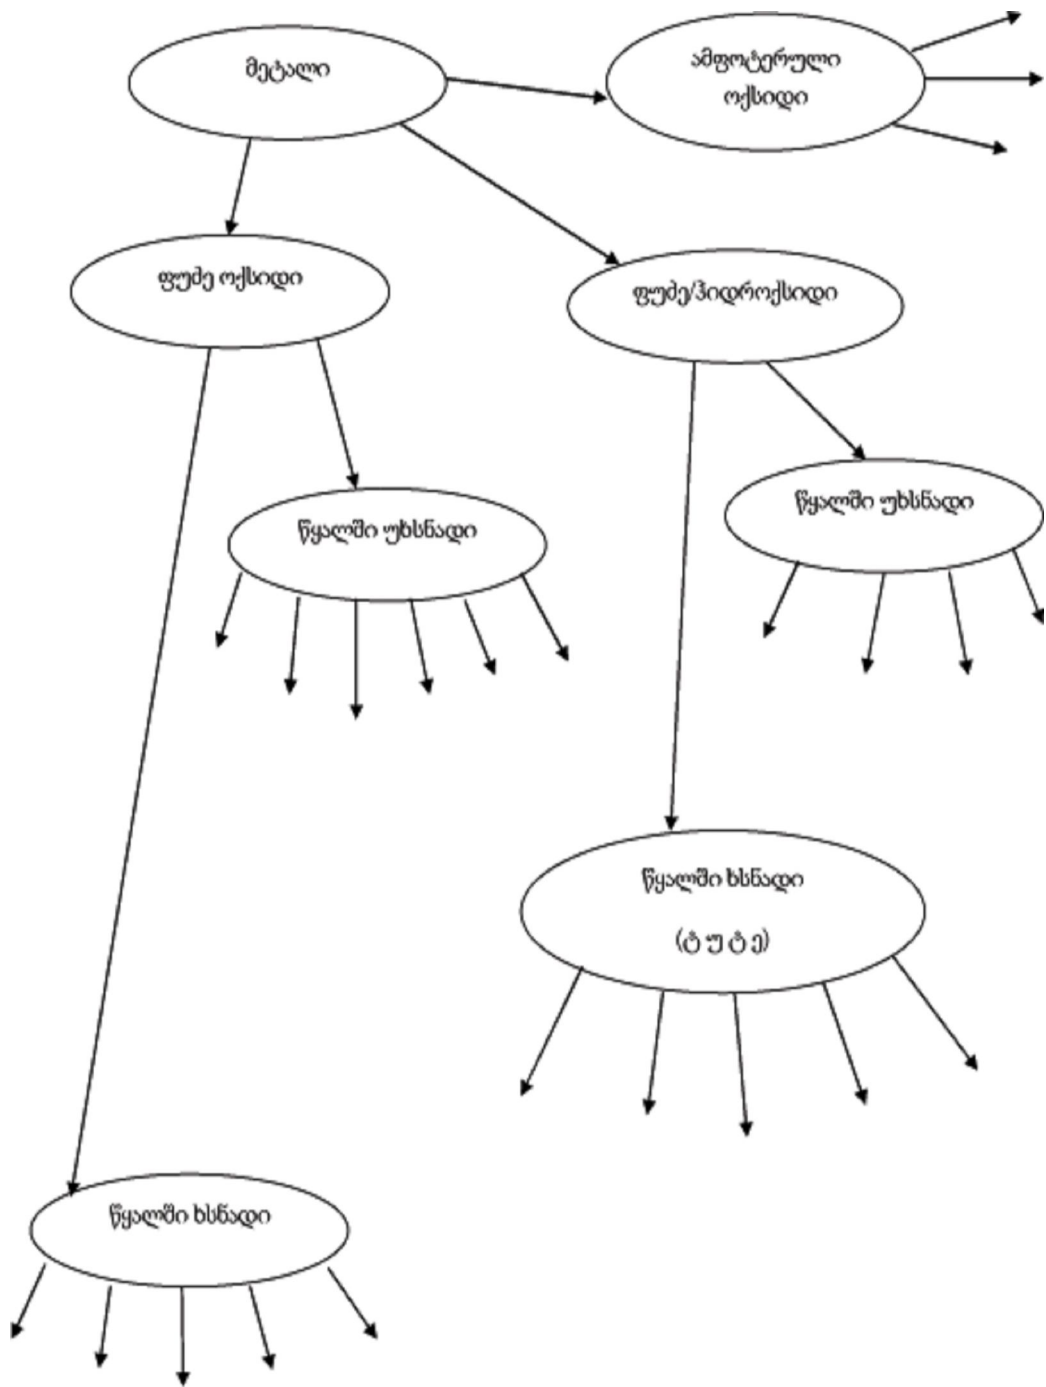 მეტალი
ამფოტერული
ოქსიდი
ფუძე ოქსიდი
ფუძე/ჰიდროქსიდი
წყალში უხსნადი
წყალში უხსნადი
წყალში ხსნადი
(ტ უ ტ ე)
წყალში ხსნადი